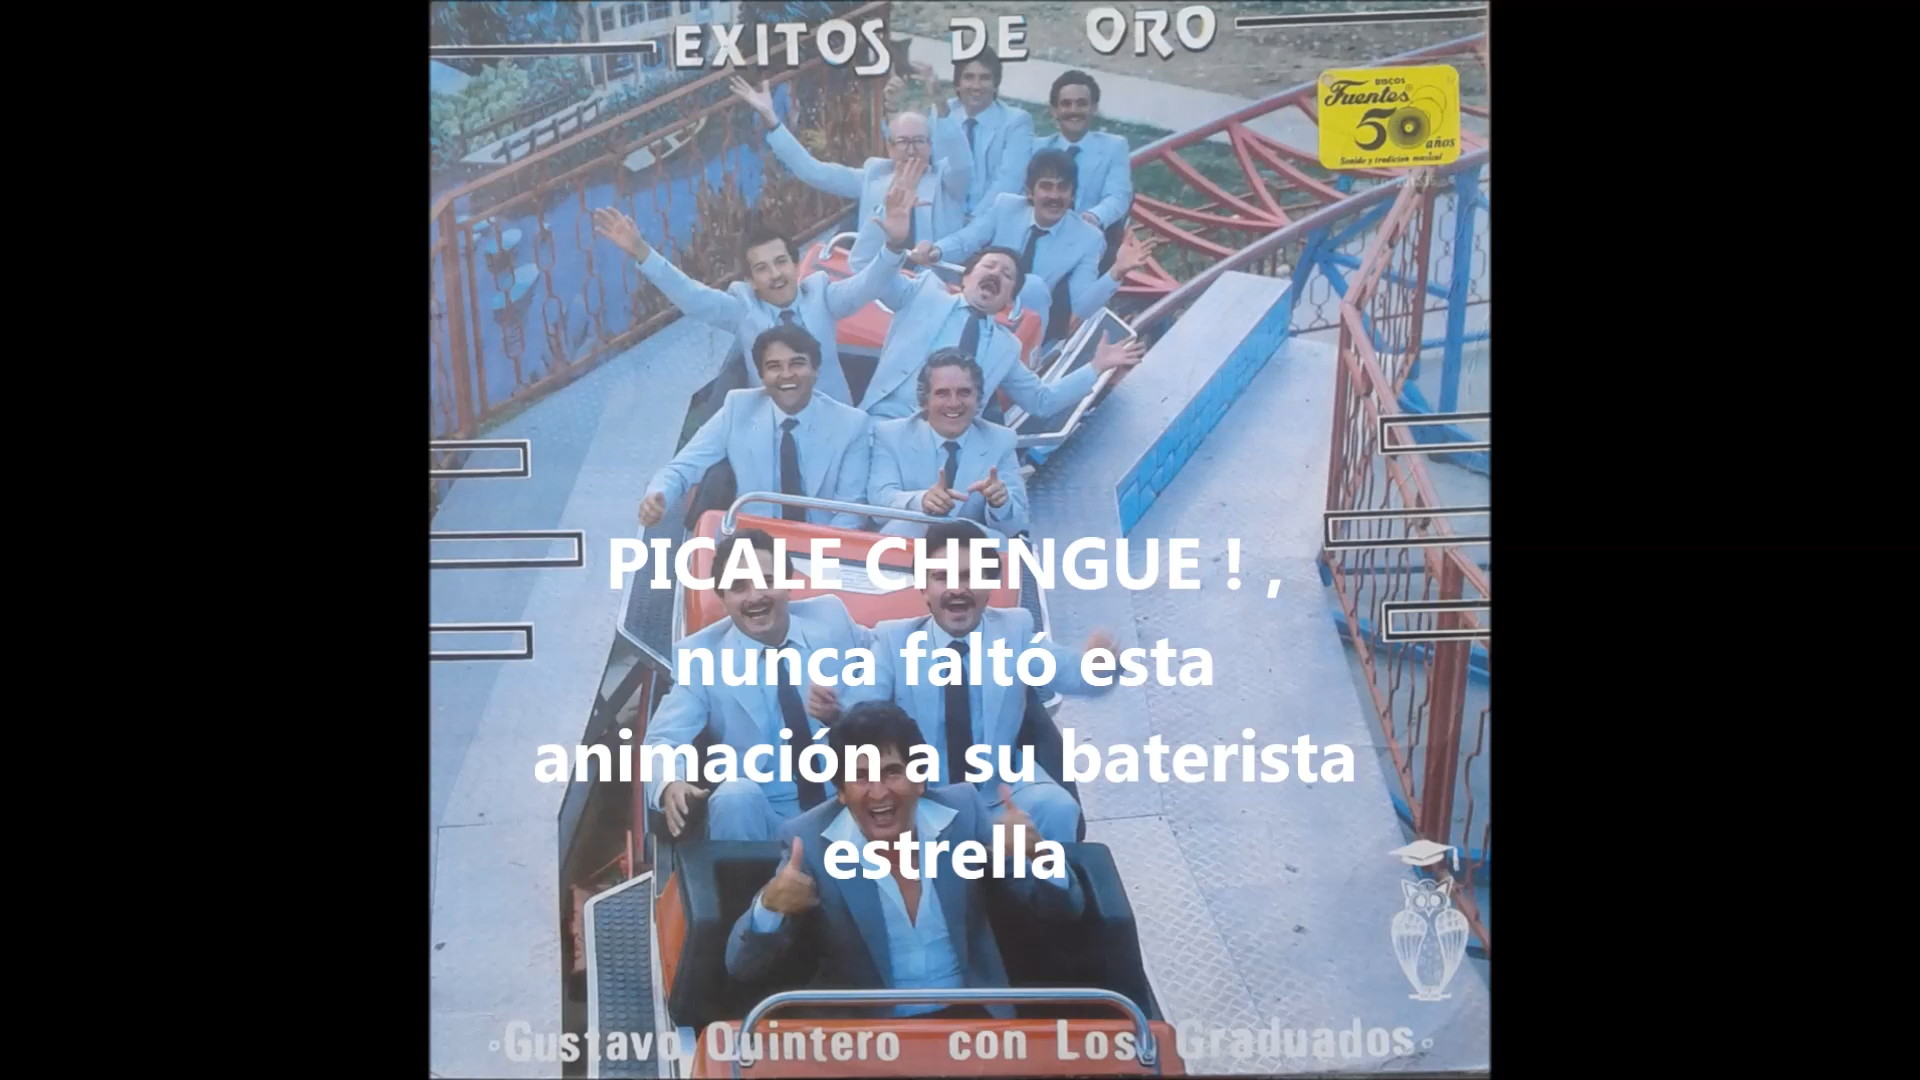 EXITOS DE ORO
DISCOS
Fuentes
50
años
Sonido y tradicion musical
PICALE CHENGUE ! ,
nunca faltó esta
animación a su baterista
estrella
Gustavo Quintero con Los Graduados